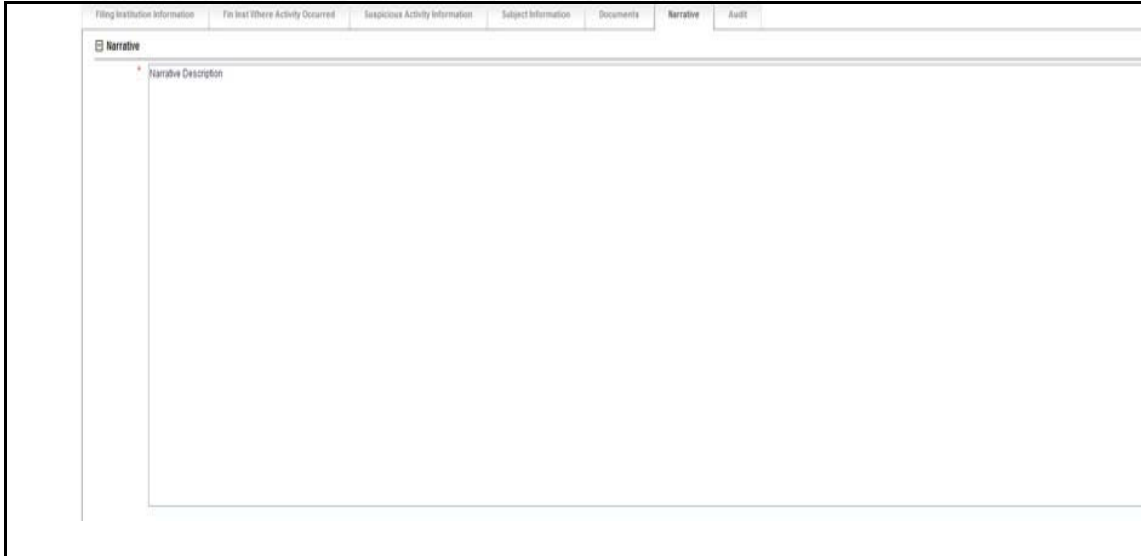 Filing Institution Information Fin Inst Where Activity Occurred Suspicious Activity Information Subject Information Documents Narrative Audit
Narrative
* Narrative Description